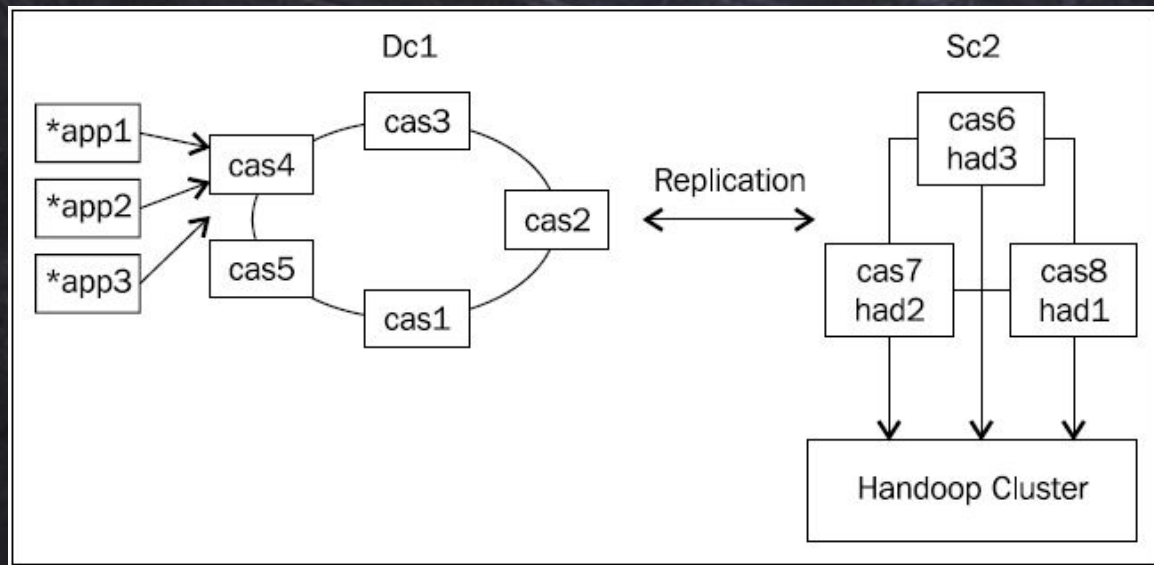 Dc1
Sc2
*app1
*app2
*app3
cas4
cas3
cas2
cas5
cas1
Replication
cas6
had3
cas7
had2
cas8
had1
Handoop Cluster